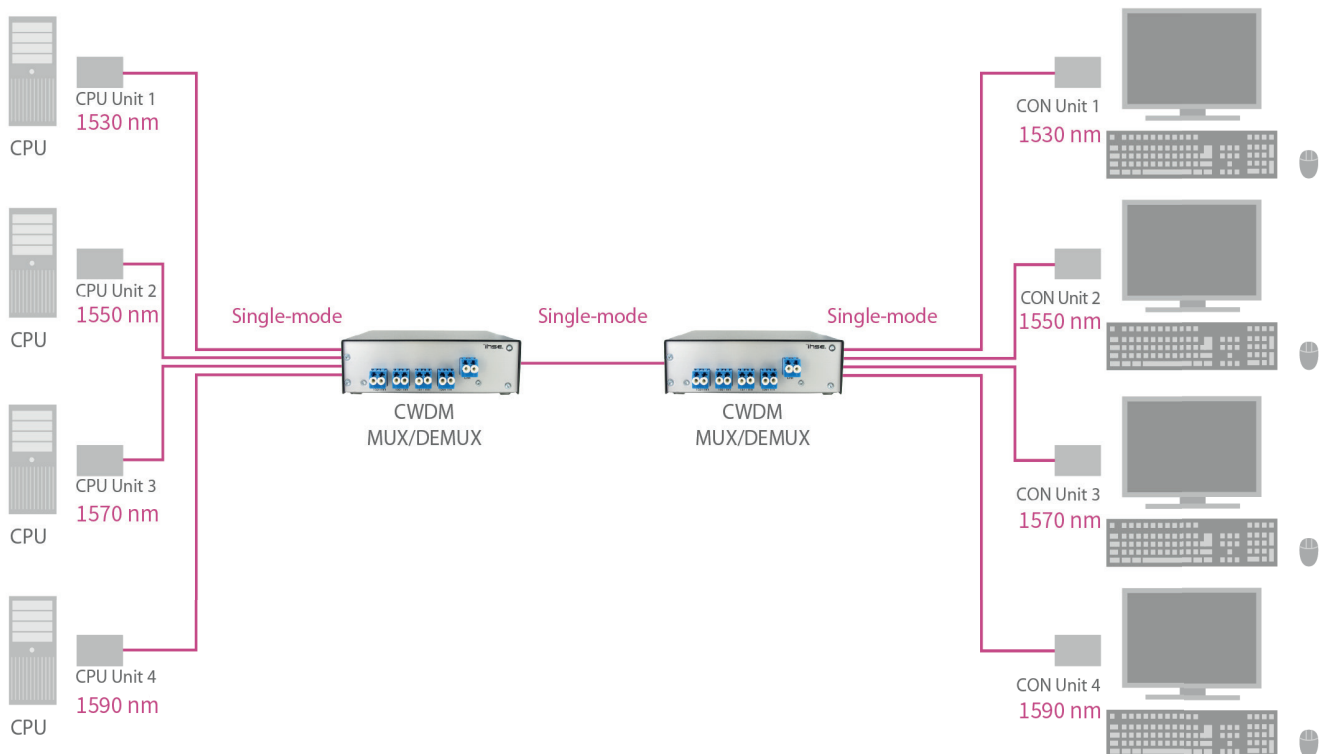 CPU Unit 1
1530 nm
CPU
CPU Unit 2
1550 nm
CPU
CPU Unit 3
1570 nm
CPU
CPU Unit 4
1590 nm
CPU
Single-mode
ihse.
CWDM
MUX/DEMUX
Single-mode
ihse.
CWDM
MUX/DEMUX
Single-mode
CON Unit 1
1530 nm
CON Unit 2
1550 nm
CON Unit 3
1570 nm
CON Unit 4
1590 nm